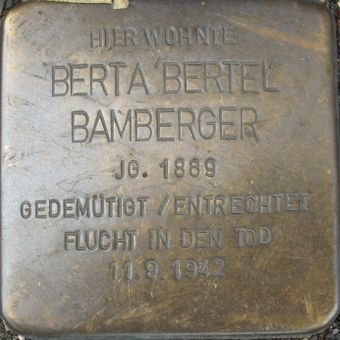 HIER WOHNTE
BERTA 'BERTEL'
BAMBERGER
JG. 1869
GEDEMÜTIGT / ENTRECHTET
FLUCHT IN DEN TOD
11.9.1942